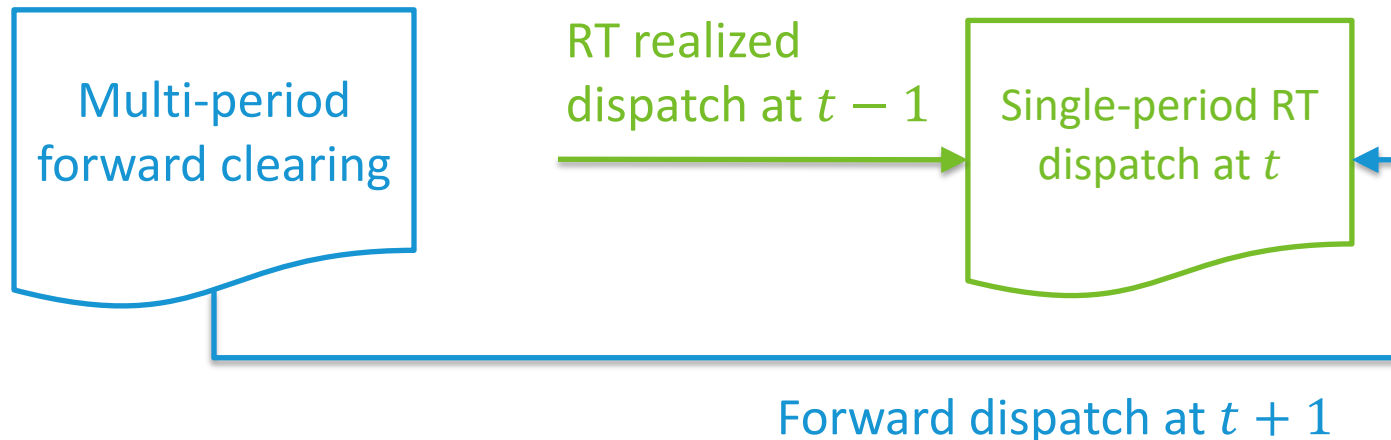 Multi-period
forward clearing
RT realized
dispatch at t − 1
Single-period RT
dispatch at t
Forward dispatch at t + 1